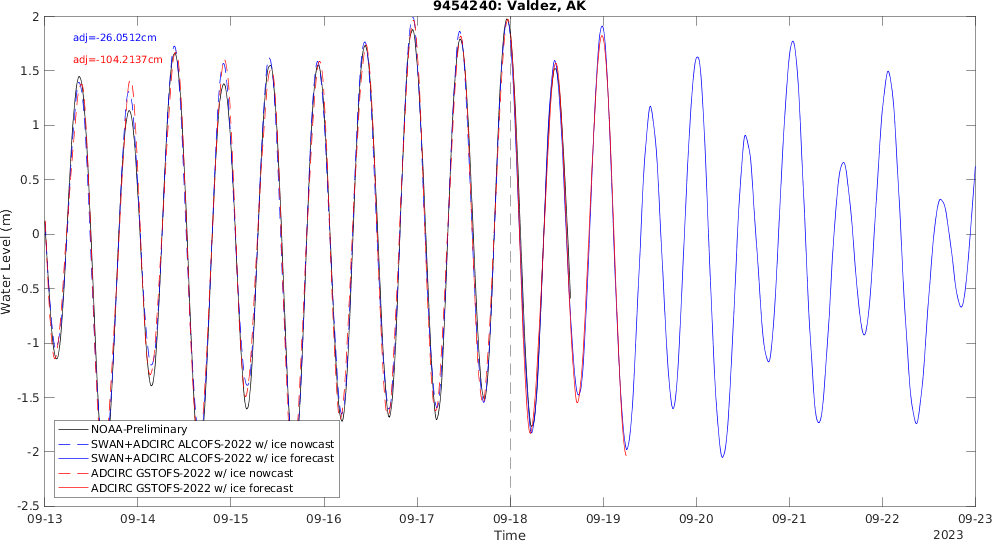 9454240: Valdez, AK
adj=-26.0512cm
adj=-104.2137cm
Water Level (m)
2
1.5
1
0.5
0
-0.5
-1
-1.5
-2
-2.5
NOAA-Preliminary
SWAN+ADCIRC ALCOFS-2022 w/ ice nowcast
SWAN+ADCIRC ALCOFS-2022 w/ ice forecast
ADCIRC GSTOFS-2022 w/ ice nowcast
ADCIRC GSTOFS-2022 w/ ice forecast
09-13 09-14 09-15 09-16 09-17 09-18 09-19 09-20 09-21 09-22 09-23
Time
2023